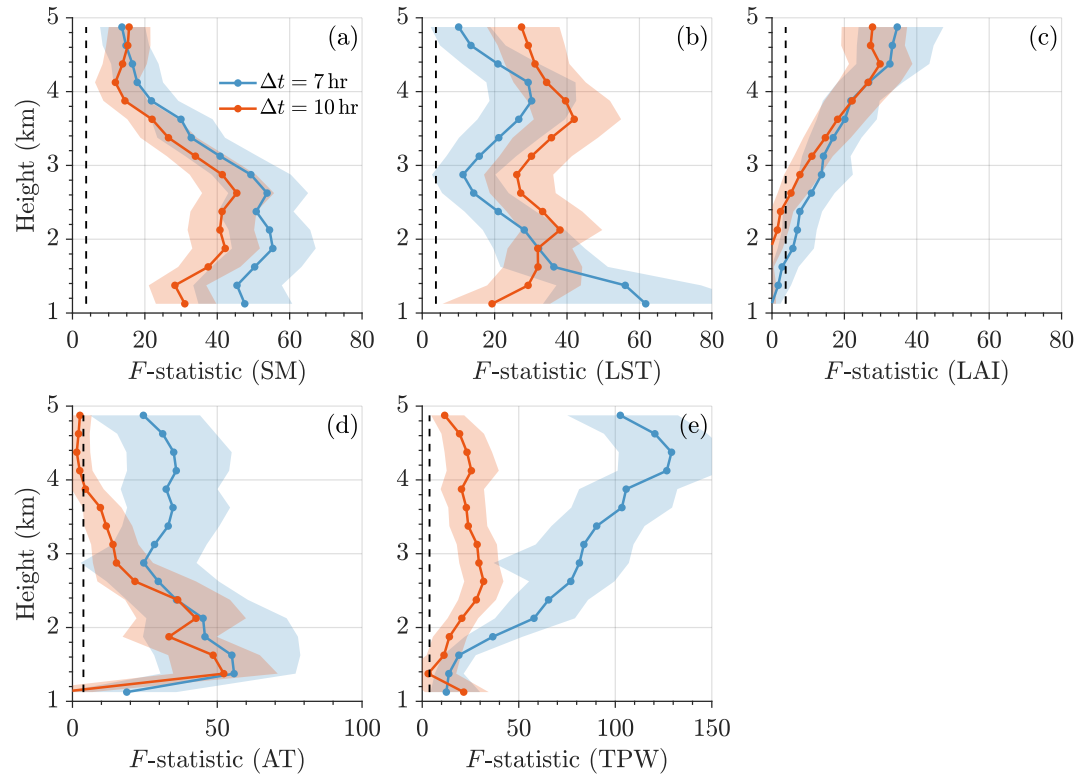 (a)
Δt = 7 hr
Δt = 10 hr
5
4
3
2
1
Height (km)
0 20 40 60 80
F-statistic (SM)
(b)
5
4
3
2
1
0 20 40 60 80
F-statistic (LST)
(c)
5
4
3
2
1
0 20 40 60 80
F-statistic (LAI)
(d)
5
4
3
2
1
Height (km)
0 50 100
F-statistic (AT)
(e)
5
4
3
2
1
0 50 100 150
F-statistic (TPW)